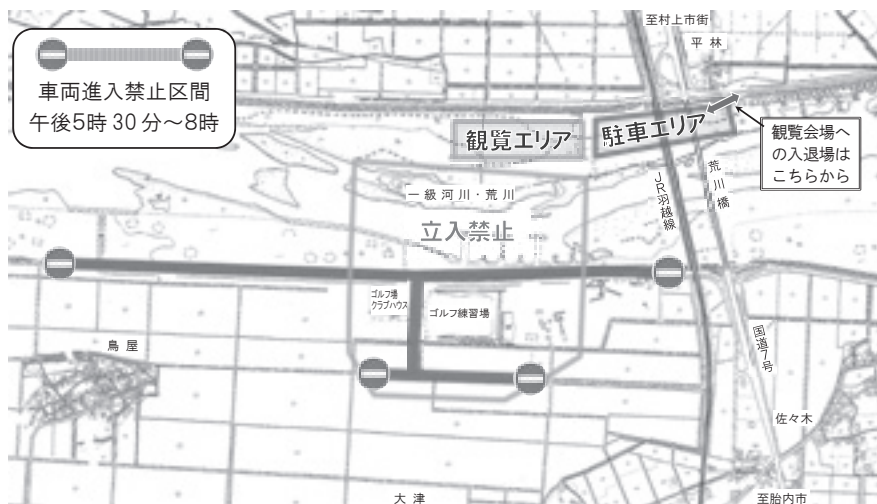 車両進入禁止区間
午後5時30分～8時
至村上市街
平林
観覧エリア
駐車エリア
観覧会場へ
の入退場は
こちらから
一級河川・荒川
荒川橋
JR羽越線
立入禁止
ゴルフ場
クラブハウス
ゴルフ練習場
鳥屋
国道7号
佐々木
大津
至胎内市